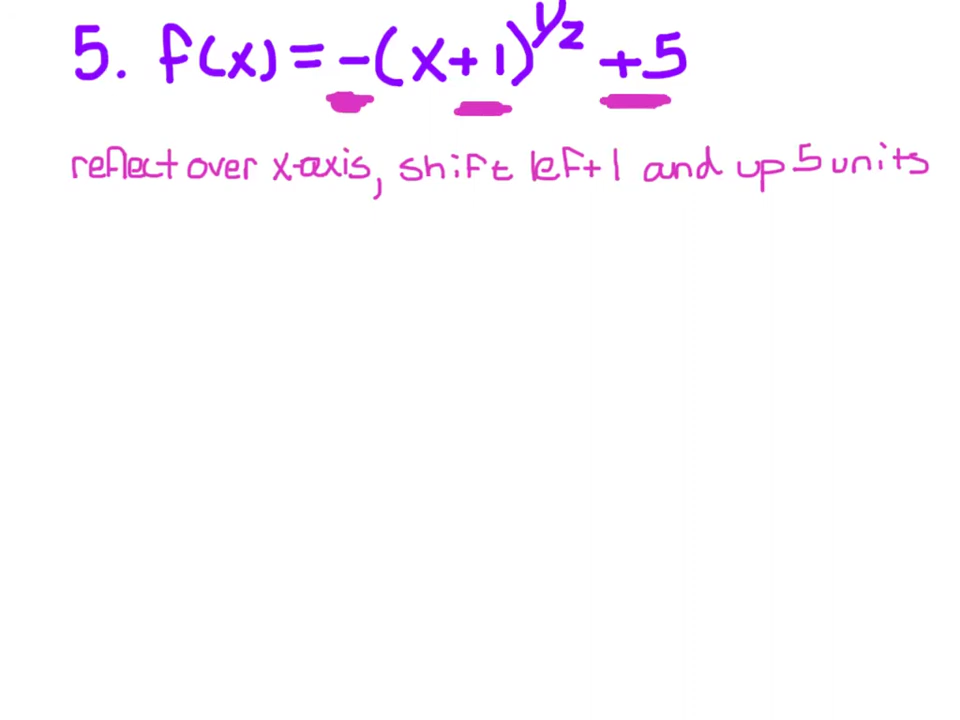 5. f(x) = -(x+1)^1/2 +5
reflect over x-axis, shift left 1 and up 5 units